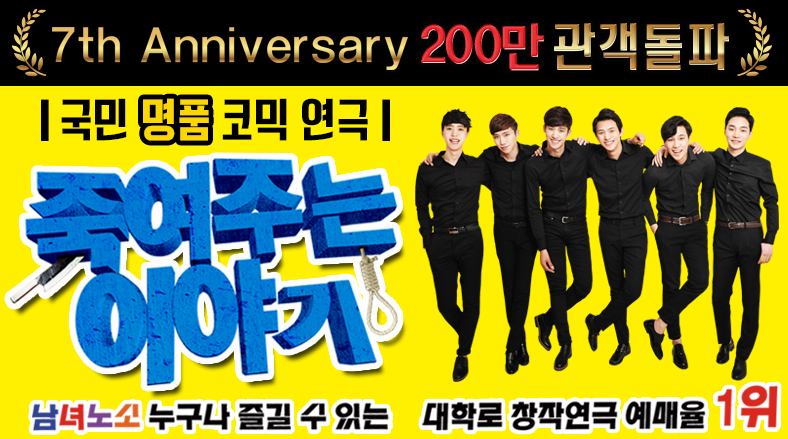 7th Anniversary 200만 관객돌파
| 국민 명품 코믹 연극 |
죽여주는
이야기
남녀노소 누구나 즐길 수 있는 대학로 창작연극 예매율 1위